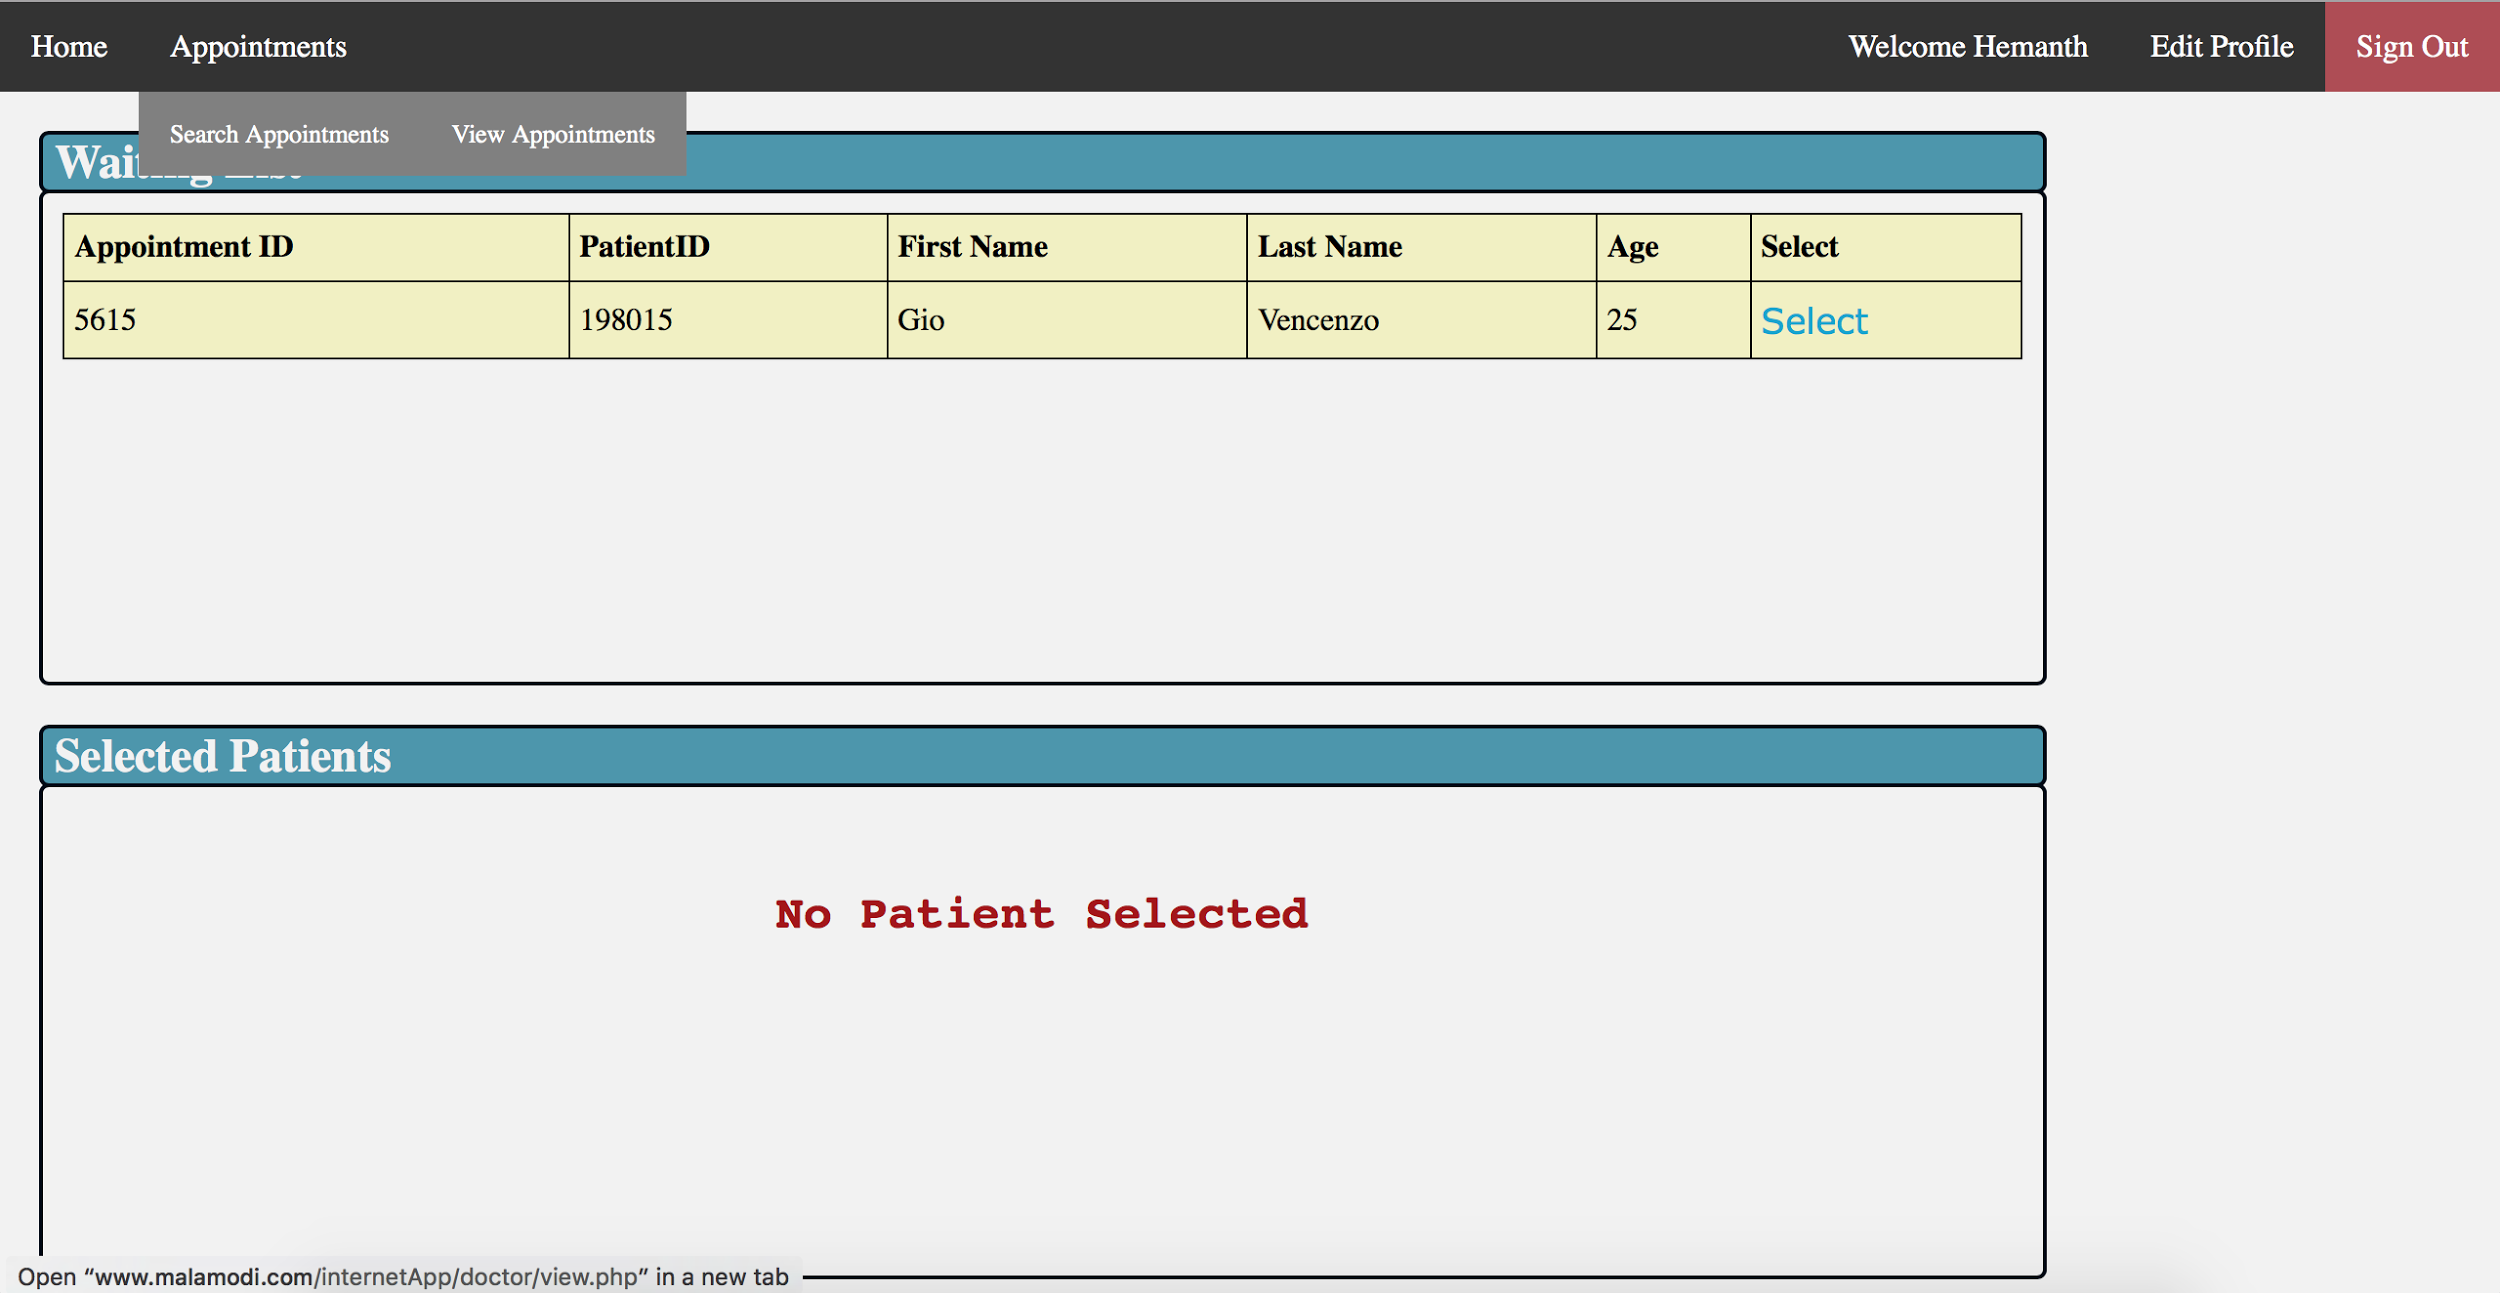 Home Appointments Welcome Hemanth Edit Profile Sign Out
Search Appointments View Appointments
Appointment ID PatientID First Name Last Name Age Select
5615 198015 Gio Vencenzo 25 Select
Selected Patients
No Patient Selected
Open “www.malamodi.com/internetApp/doctor/view.php” in a new tab